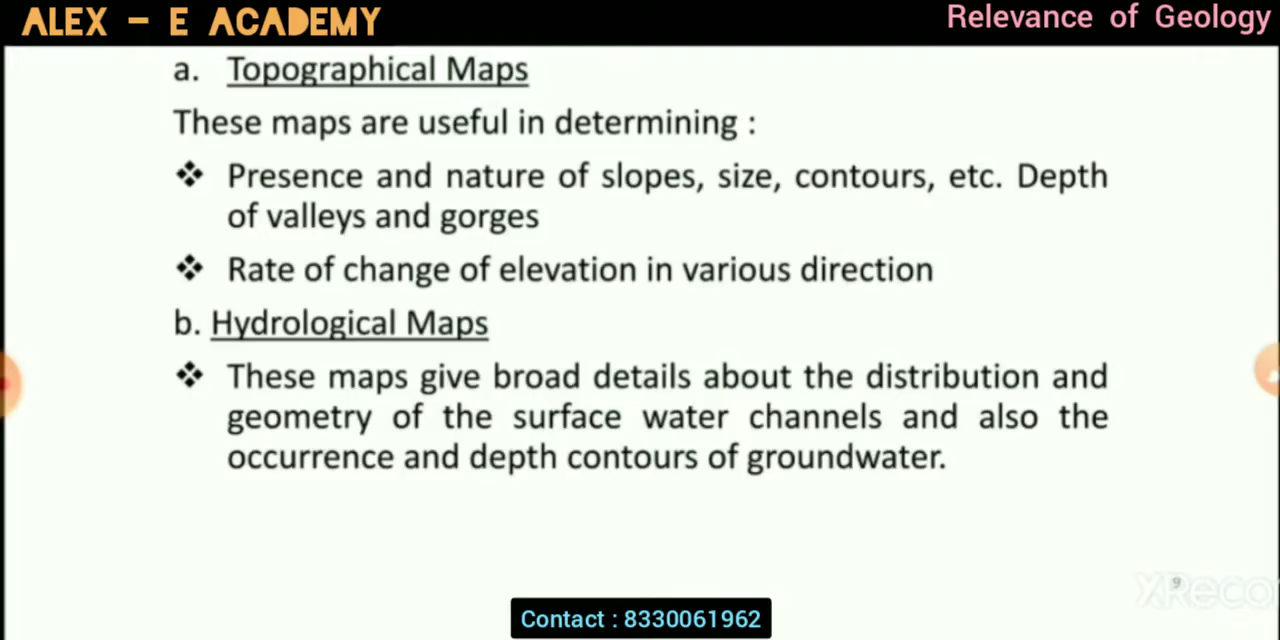 ALEX - E ACADEMY
Relevance of Geology
a. Topographical Maps
These maps are useful in determining :
❖ Presence and nature of slopes, size, contours, etc. Depth
of valleys and gorges
❖ Rate of change of elevation in various direction
b. Hydrological Maps
❖ These maps give broad details about the distribution and
geometry of the surface water channels and also the
occurrence and depth contours of groundwater.
9
XRecor
Contact : 8330061962